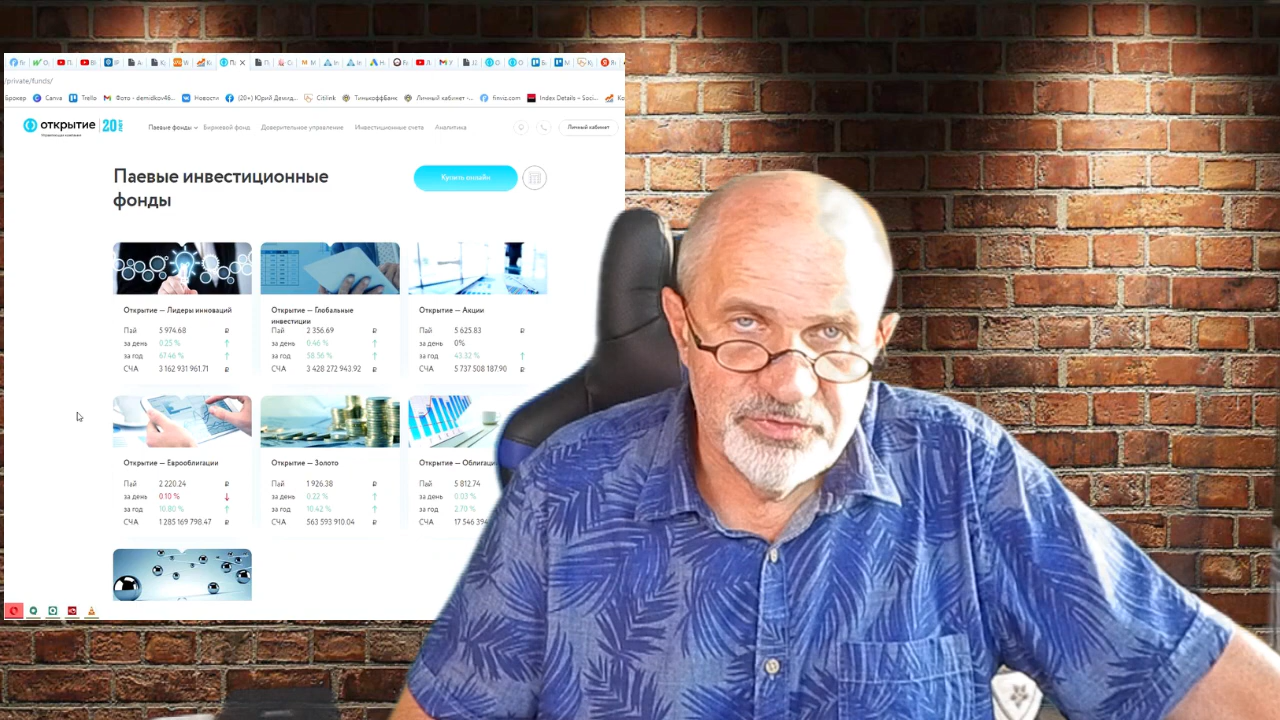 /private/funds/
Брокер Canva Trello Фото - demidkov46... Новости (20+) Юрий Демид... Citilink ТинькоффБанк Личный кабинет -... finvip.com Index Details – Soci...
открытие 20 лет
Управляющая компания
Паевые фонды Биржевой фонд Доверительное управление Инвестиционные счета Аналитика Личный кабинет
Паевые инвестиционные
фонды
Купить онлайн
Открытие — Лидеры инноваций
Пай 5 974.68 ₽
за день 0.25 % ↑
за год 67.46 % ↑
СЧА 3 162 931 961.71 ₽
Открытие — Глобальные
инвестиции
Пай 2 356.69 ₽
за день 0.46 % ↑
за год 58.56 % ↑
СЧА 3 428 272 943.92 ₽
Открытие — Акции
Пай 5 625.83 ₽
за день 0%
за год 43.32 % ↑
СЧА 5 737 508 187.90 ₽
Открытие — Еврооблигации
Пай 2 220.24 ₽
за день 0.10 % ↓
за год 10.80 % ↑
СЧА 1 285 169 798.47 ₽
Открытие — Золото
Пай 1 926.38 ₽
за день 0.22 % ↑
за год 10.42 % ↑
СЧА 563 593 910.04 ₽
Открытие — Облигации
Пай 5 812.74
за день 0.03 %
за год 2.70 %
СЧА 17 546 394